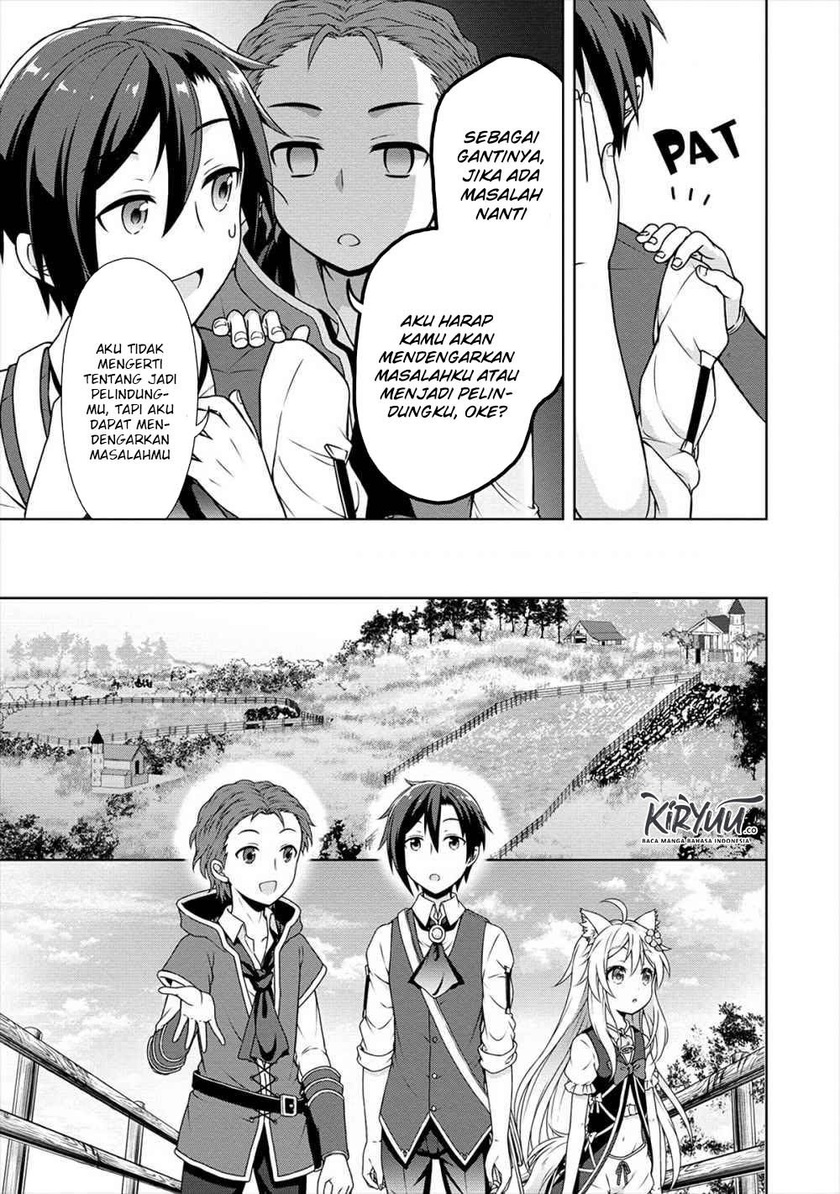 PAT
SEBAGAI
GANTINYA,
JIKA ADA
MASALAH
NANTI
AKU HARAP
KAMU AKAN
MENDENGARKAN
MASALAHKU ATAU
MENJADI PELIN-
DUNGKU, OKE?
AKU TIDAK
MENGERTI
TENTANG JADI
PELINDUNG-
MU, TAPI AKU
DAPAT MEN-
DENGARKAN
MASALAHMU
KiRYUU.CO
BACA MANGA BAHASA INDONESIA